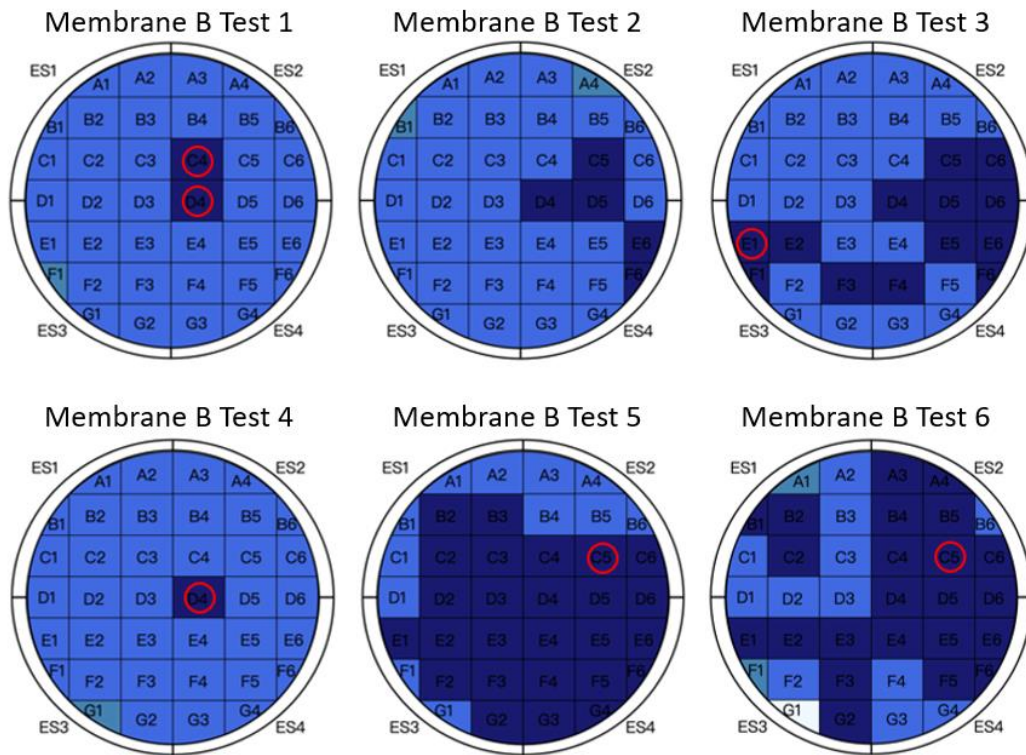 Membrane B Test 1 Membrane B Test 2 Membrane B Test 3
ES1 ES2 ES1 ES2 ES1 ES2
A1 A2 A3 A4 A1 A2 A3 A4 A1 A2 A3 A4
B1 B2 B3 B4 B5 B6 B1 B2 B3 B4 B5 B6 B1 B2 B3 B4 B5 B6
C1 C2 C3 C4 C5 C6 C1 C2 C3 C4 C5 C6 C1 C2 C3 C4 C5 C6
D1 D2 D3 D4 D5 D6 D1 D2 D3 D4 D5 D6 D1 D2 D3 D4 D5 D6
E1 E2 E3 E4 E5 E6 E1 E2 E3 E4 E5 E6 E1 E2 E3 E4 E5 E6
F1 F2 F3 F4 F5 F6 F1 F2 F3 F4 F5 F6 F1 F2 F3 F4 F5 F6
G1 G2 G3 G4 G1 G2 G3 G4 G1 G2 G3 G4
ES3 ES4 ES3 ES4 ES3 ES4
Membrane B Test 4 Membrane B Test 5 Membrane B Test 6
ES1 ES2 ES1 ES2 ES1 ES2
A1 A2 A3 A4 A1 A2 A3 A4 A1 A2 A3 A4
B1 B2 B3 B4 B5 B6 B1 B2 B3 B4 B5 B6 B1 B2 B3 B4 B5 B6
C1 C2 C3 C4 C5 C6 C1 C2 C3 C4 C5 C6 C1 C2 C3 C4 C5 C6
D1 D2 D3 D4 D5 D6 D1 D2 D3 D4 D5 D6 D1 D2 D3 D4 D5 D6
E1 E2 E3 E4 E5 E6 E1 E2 E3 E4 E5 E6 E1 E2 E3 E4 E5 E6
F1 F2 F3 F4 F5 F6 F1 F2 F3 F4 F5 F6 F1 F2 F3 F4 F5 F6
G1 G2 G3 G4 G1 G2 G3 G4 G1 G2 G3 G4
ES3 ES4 ES3 ES4 ES3 ES4